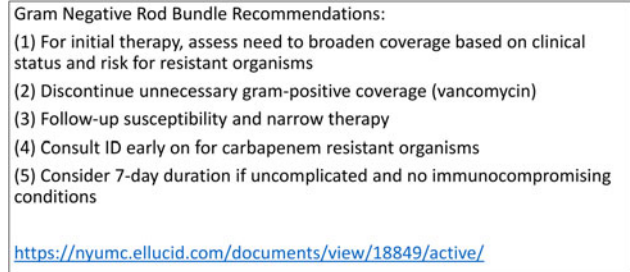 Gram Negative Rod Bundle Recommendations:
(1) For initial therapy, assess need to broaden coverage based on clinical
status and risk for resistant organisms
(2) Discontinue unnecessary gram-positive coverage (vancomycin)
(3) Follow-up susceptibility and narrow therapy
(4) Consult ID early on for carbapenem resistant organisms
(5) Consider 7-day duration if uncomplicated and no immunocompromising
conditions
https://nyumc.ellucid.com/documents/view/18849/active/